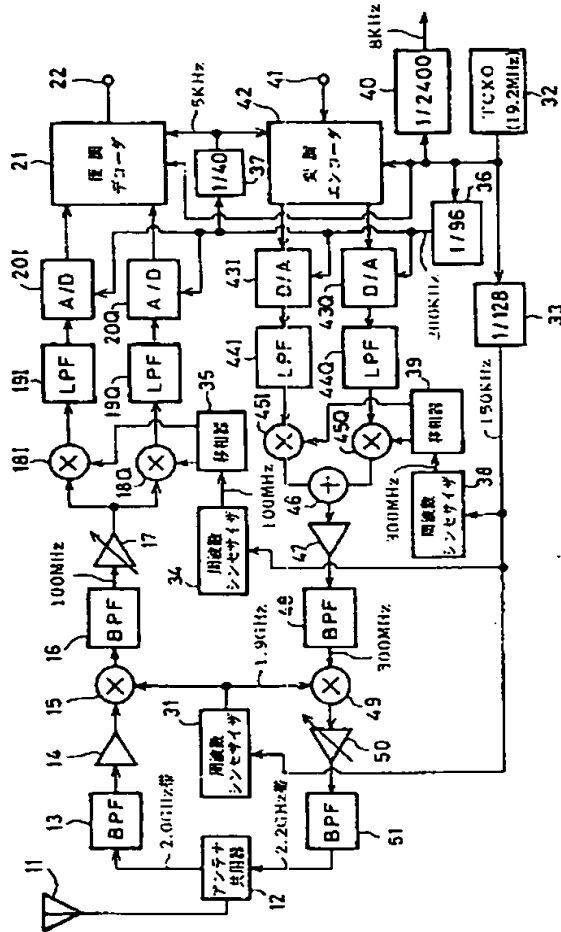 11
アンテナ
共用器
12
2.0GHz帯
13
BPF
14
15
16
BPF
100MHz
17
18I
18Q
19I
LPF
19Q
LPF
20I
A/D
20Q
A/D
21
復調
デコーダ
22
1.9GHz
31
周波数
シンセサイザ
34
周波数
シンセサイザ
100MHz
35
移相器
1/40
37
5KHz
41
42
変調
エンコーダ
43I
D/A
43Q
D/A
44I
LPF
44Q
LPF
45I
45Q
46
47
48
BPF
300MHz
49
50
51
BPF
2.2GHz帯
300MHz
周波数
シンセサイザ
38
移相器
39
200KHz
1/96
36
150KHz
1/128
33
8KHz
1/2400
40
TCXO
(19.2MHz)
32